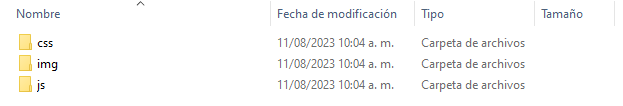 Nombre Fecha de modificación Tipo Tamaño
css 11/08/2023 10:04 a. m. Carpeta de archivos
img 11/08/2023 10:04 a. m. Carpeta de archivos
js 11/08/2023 10:04 a. m. Carpeta de archivos